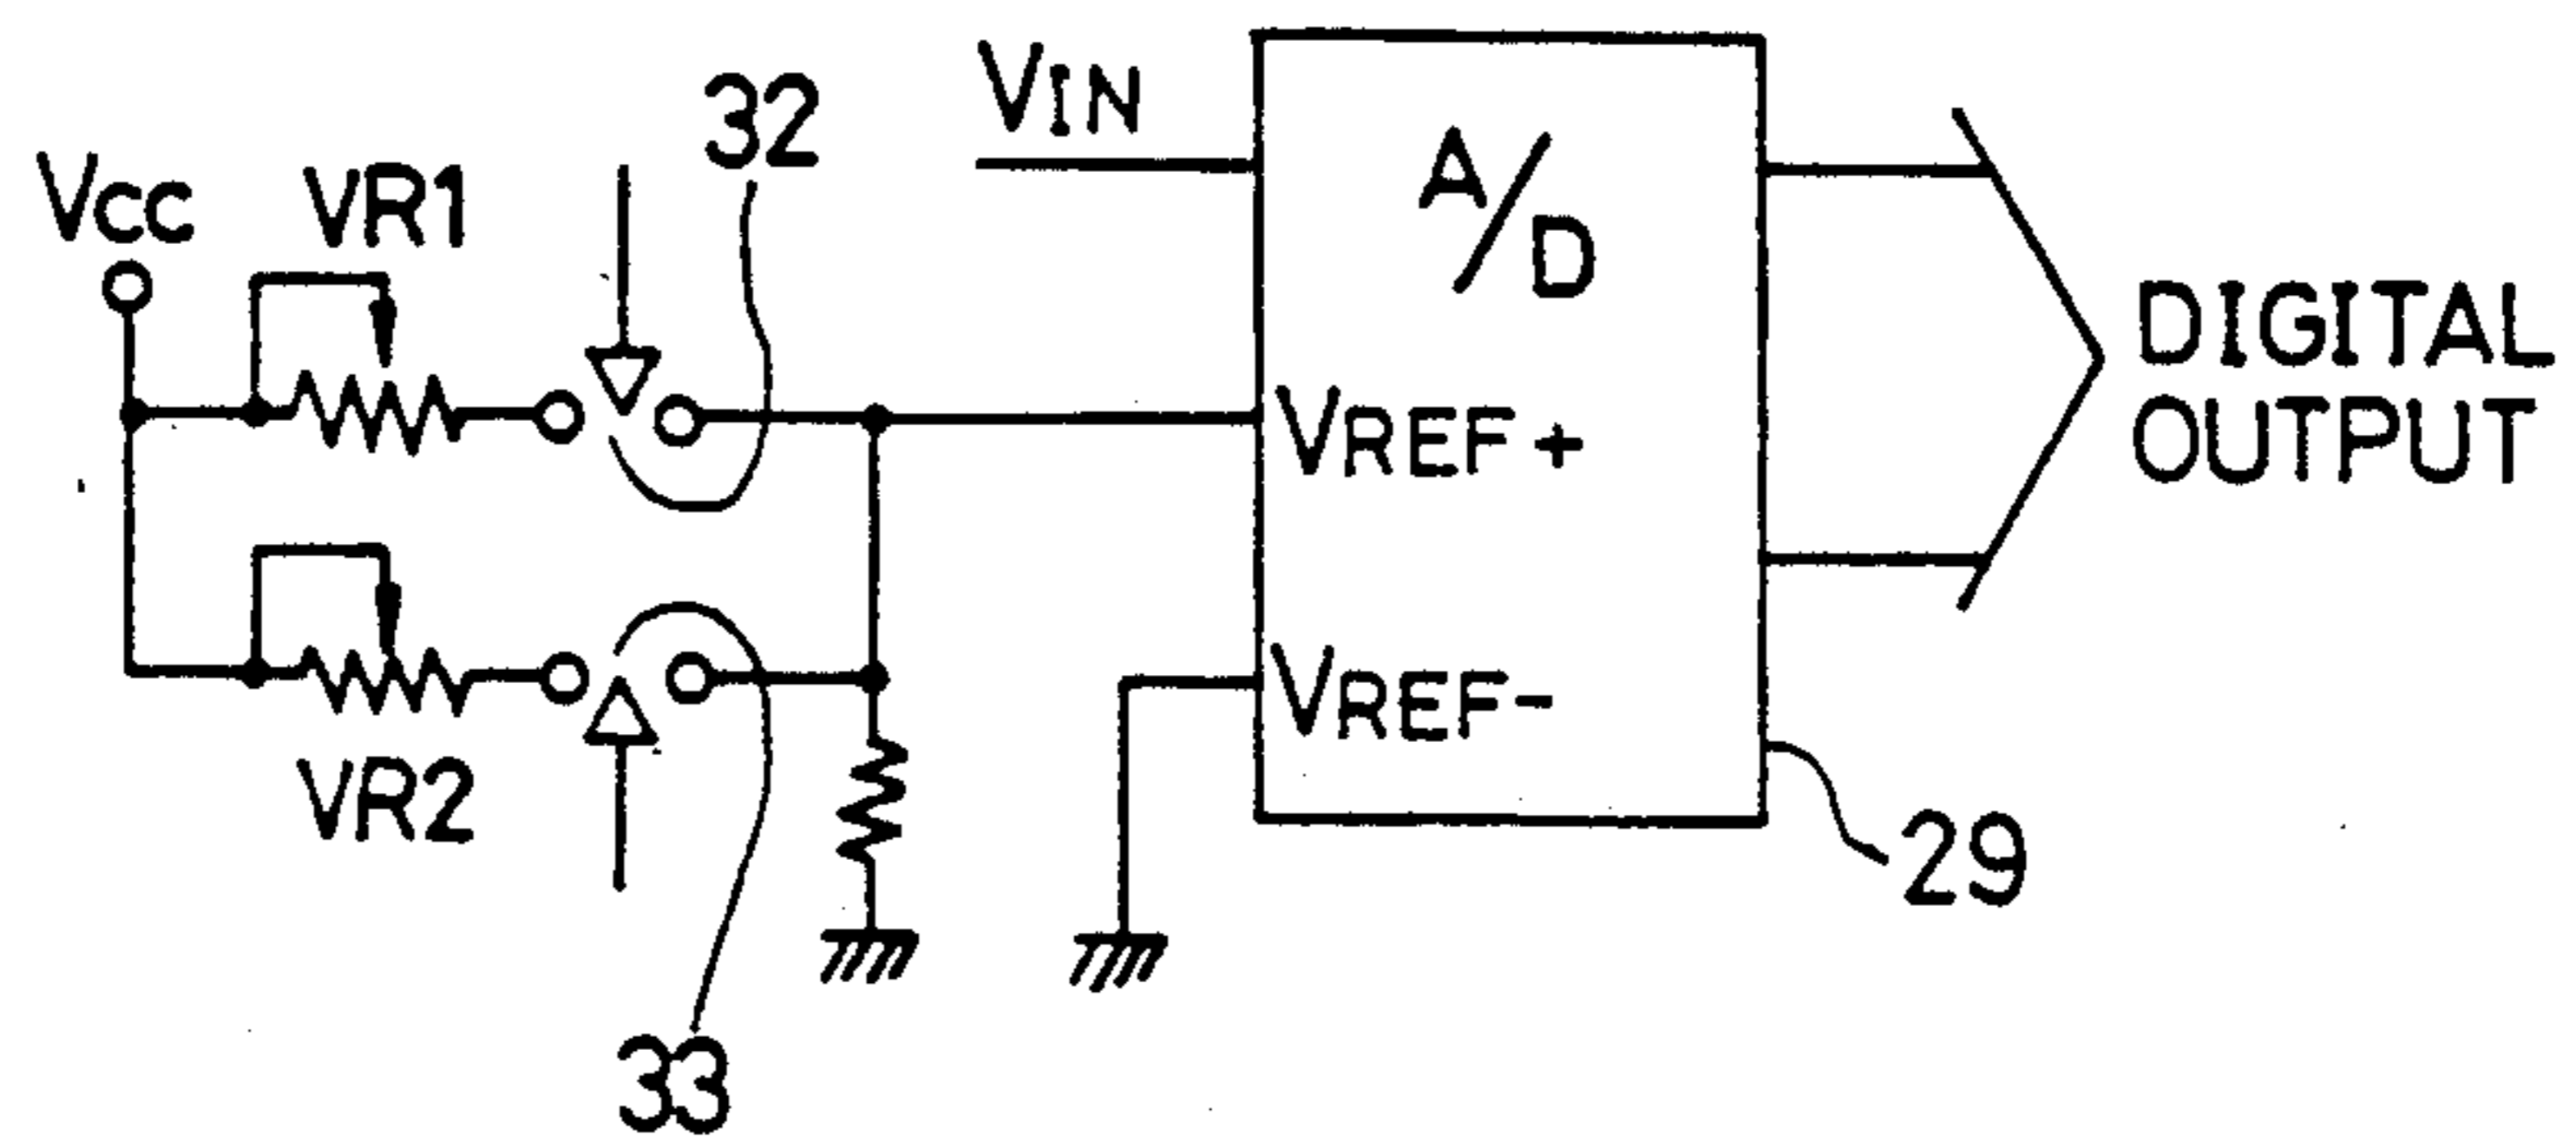 VCC
VR1
32
VIN
A/D
VREF+
VREF-
DIGITAL
OUTPUT
VR2
29
33